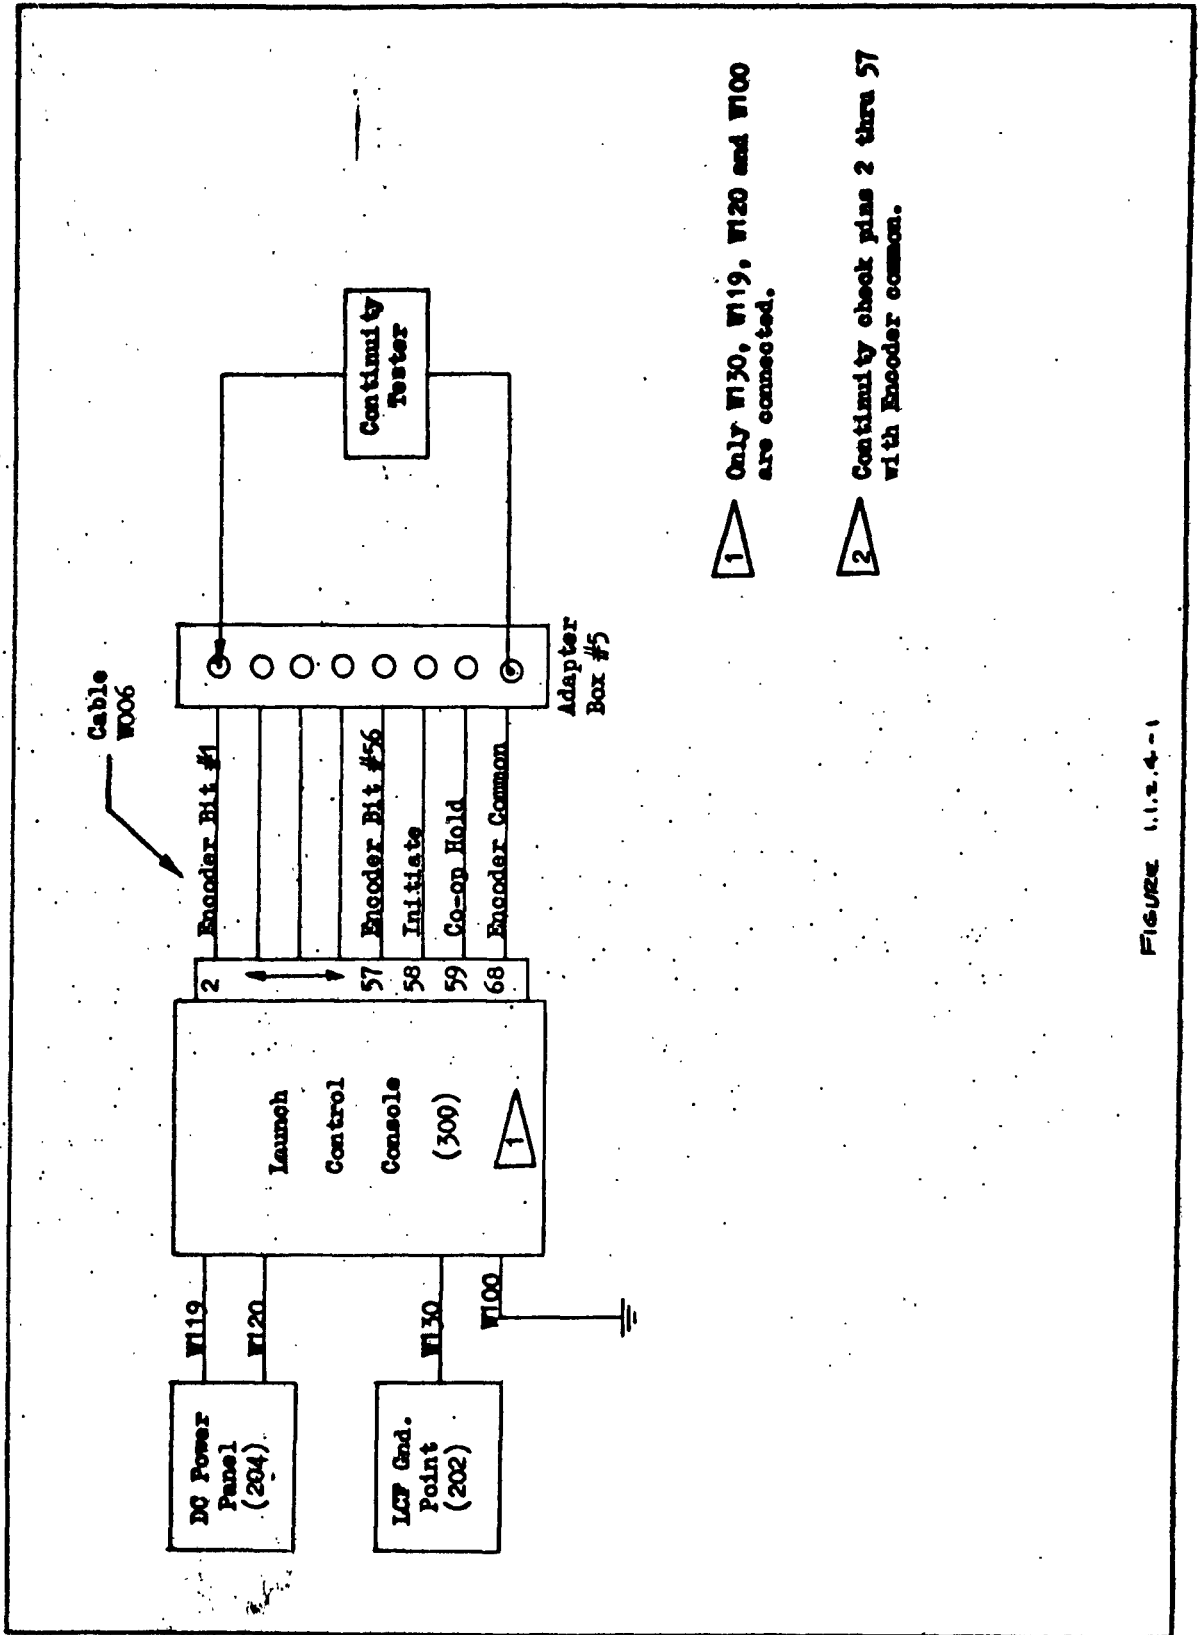 Cable
W006
Encoder Bit #1
Encoder Bit #56
Initiate
Co-op Hold
Encoder Common
2
57
58
59
68
Launch
Control
Console
(300)
1
W119
W120
W130
W100
DC Power
Panel
(204)
LCF Gnd.
Point
(202)
Adapter
Box #5
Continuity
Tester
1 Only W130, W119, W120 and W100
are connected.
2 Continuity check pins 2 thru 57
with Encoder common.
FIGURE 1.1.2.4-1